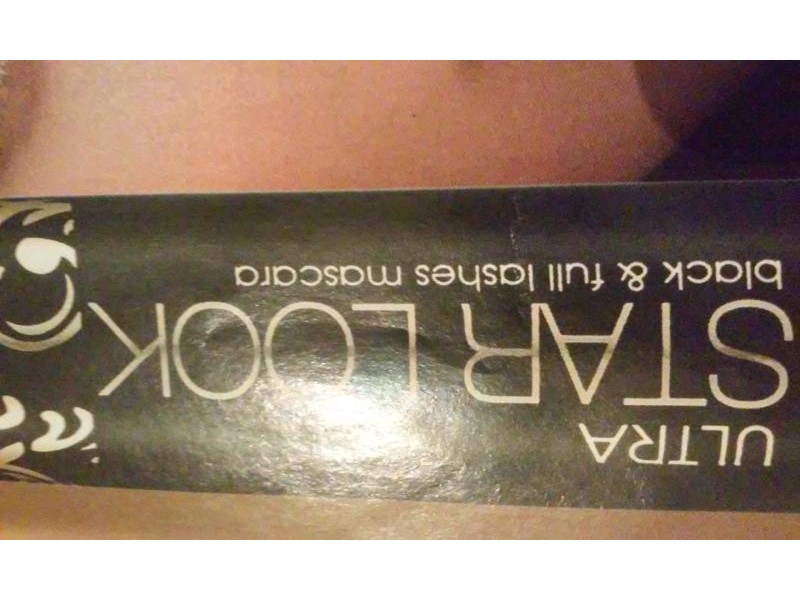 ULTRA
STAR LOOK
black & full lashes mascara